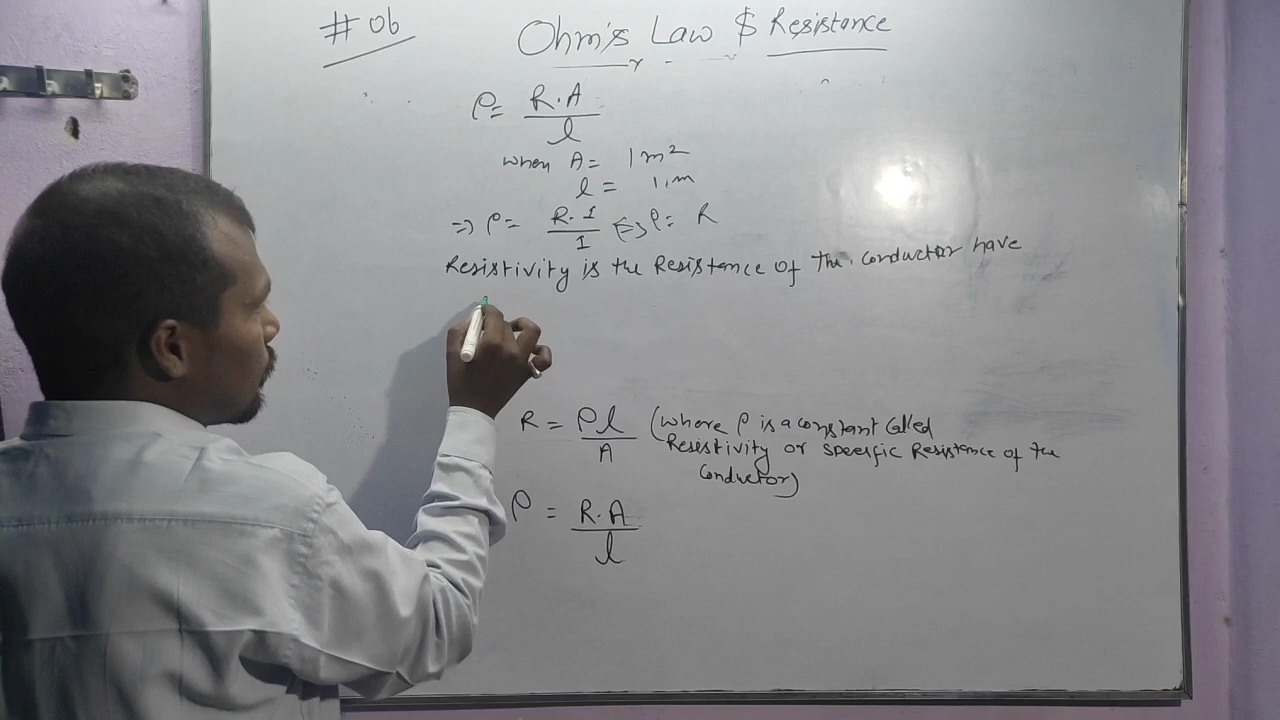 # 06
Ohm's Law $ Resistance
ρ = R.A / l
when A = 1m²
l = 1m
=> ρ = R.1 / 1 <=> ρ = R
Resistivity is the Resistance of the conductor have
R = ρl / A (where ρ is a constant called
Resistivity or specific Resistance of the
Conductor)
ρ = R.A / l